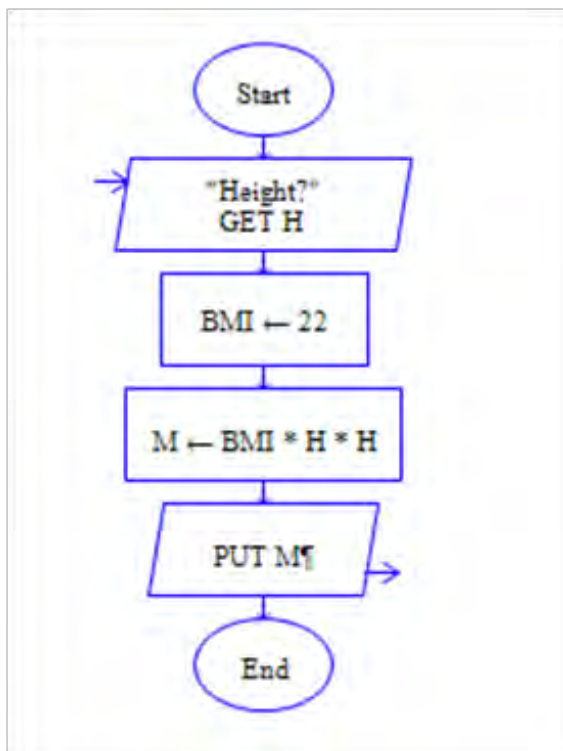 Start
"Height?"
GET H
BMI ← 22
M ← BMI * H * H
PUT M¶
End